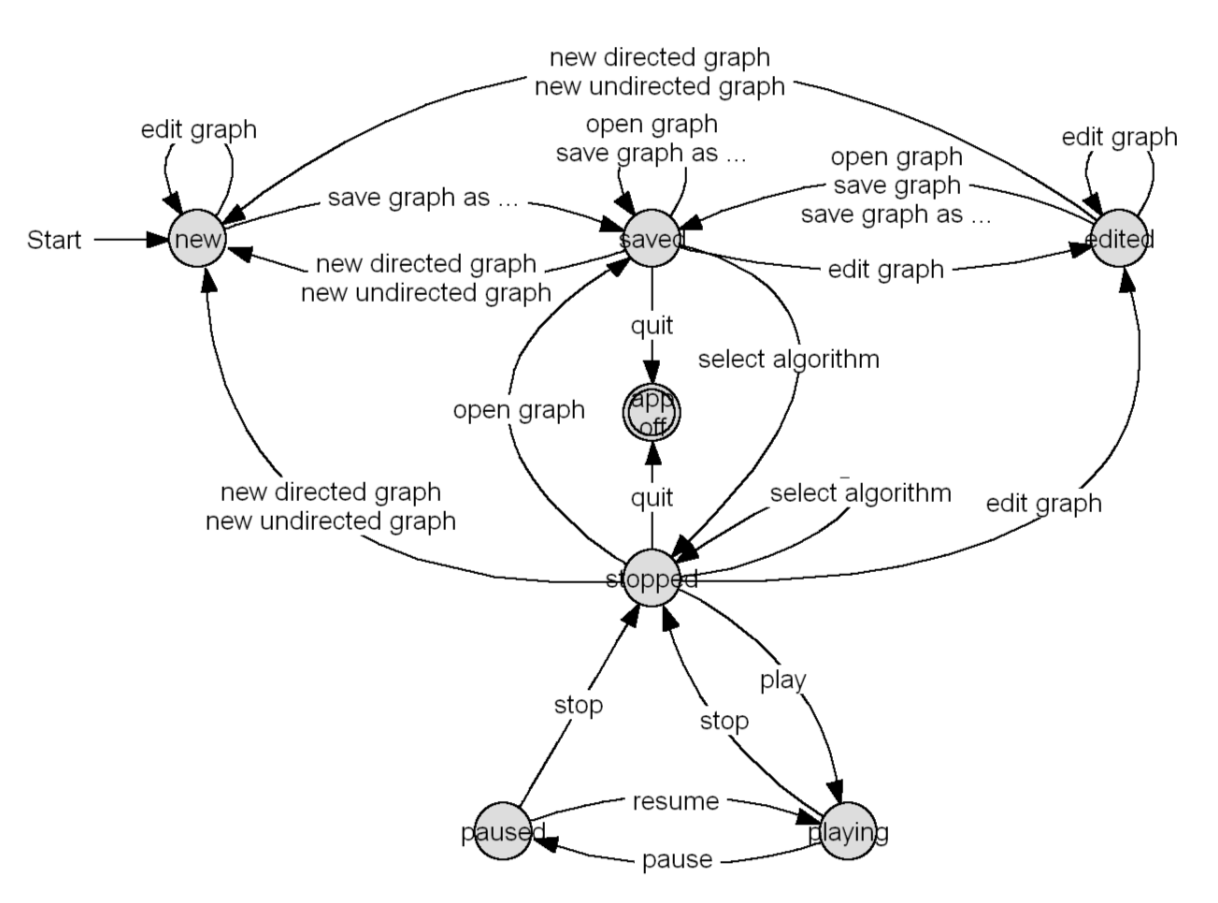 new directed graph
new undirected graph
edit graph
open graph
save graph as ...
edit graph
open graph
save graph
save graph as ...
save graph as ...
Start
new
saved
edited
new directed graph
new undirected graph
edit graph
quit
select algorithm
app
off
open graph
new directed graph
new undirected graph
quit
select algorithm
edit graph
stopped
play
stop
stop
resume
paused
playing
pause